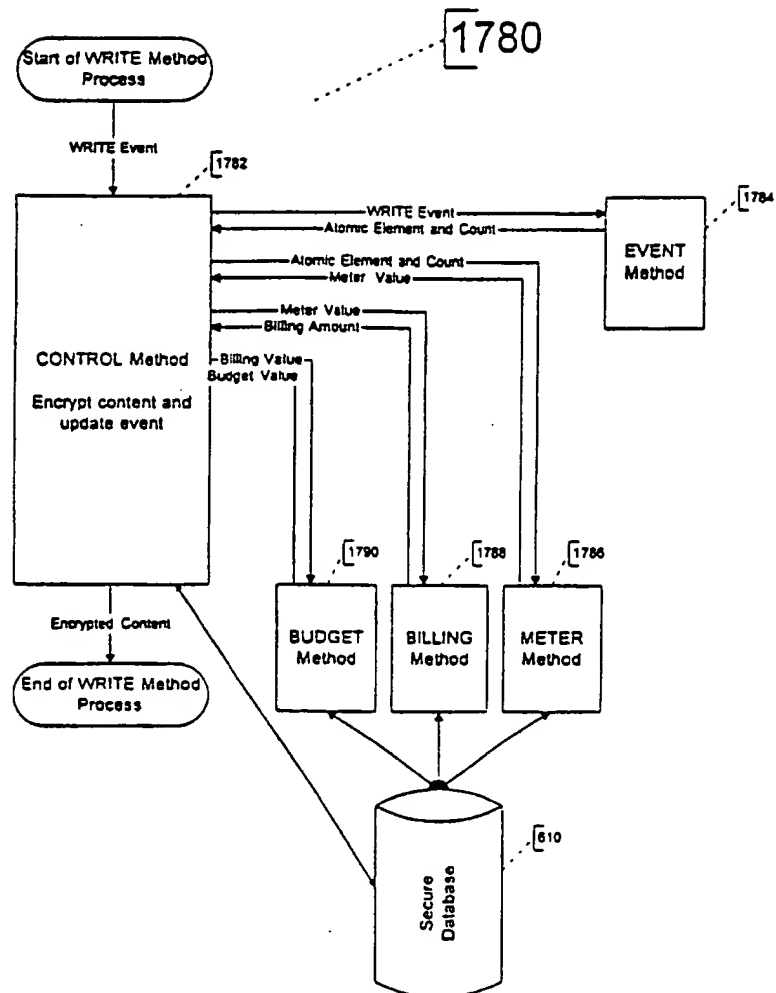 1780
Start of WRITE Method
Process
WRITE Event
1782
WRITE Event
Atomic Element and Count
1784
EVENT
Method
Atomic Element and Count
Meter Value
Meter Value
Billing Amount
CONTROL Method
Encrypt content and
update event
Billing Value
Budget Value
1790
1788
1786
Encrypted Content
BUDGET
Method
BILLING
Method
METER
Method
End of WRITE Method
Process
610
Secure
Database